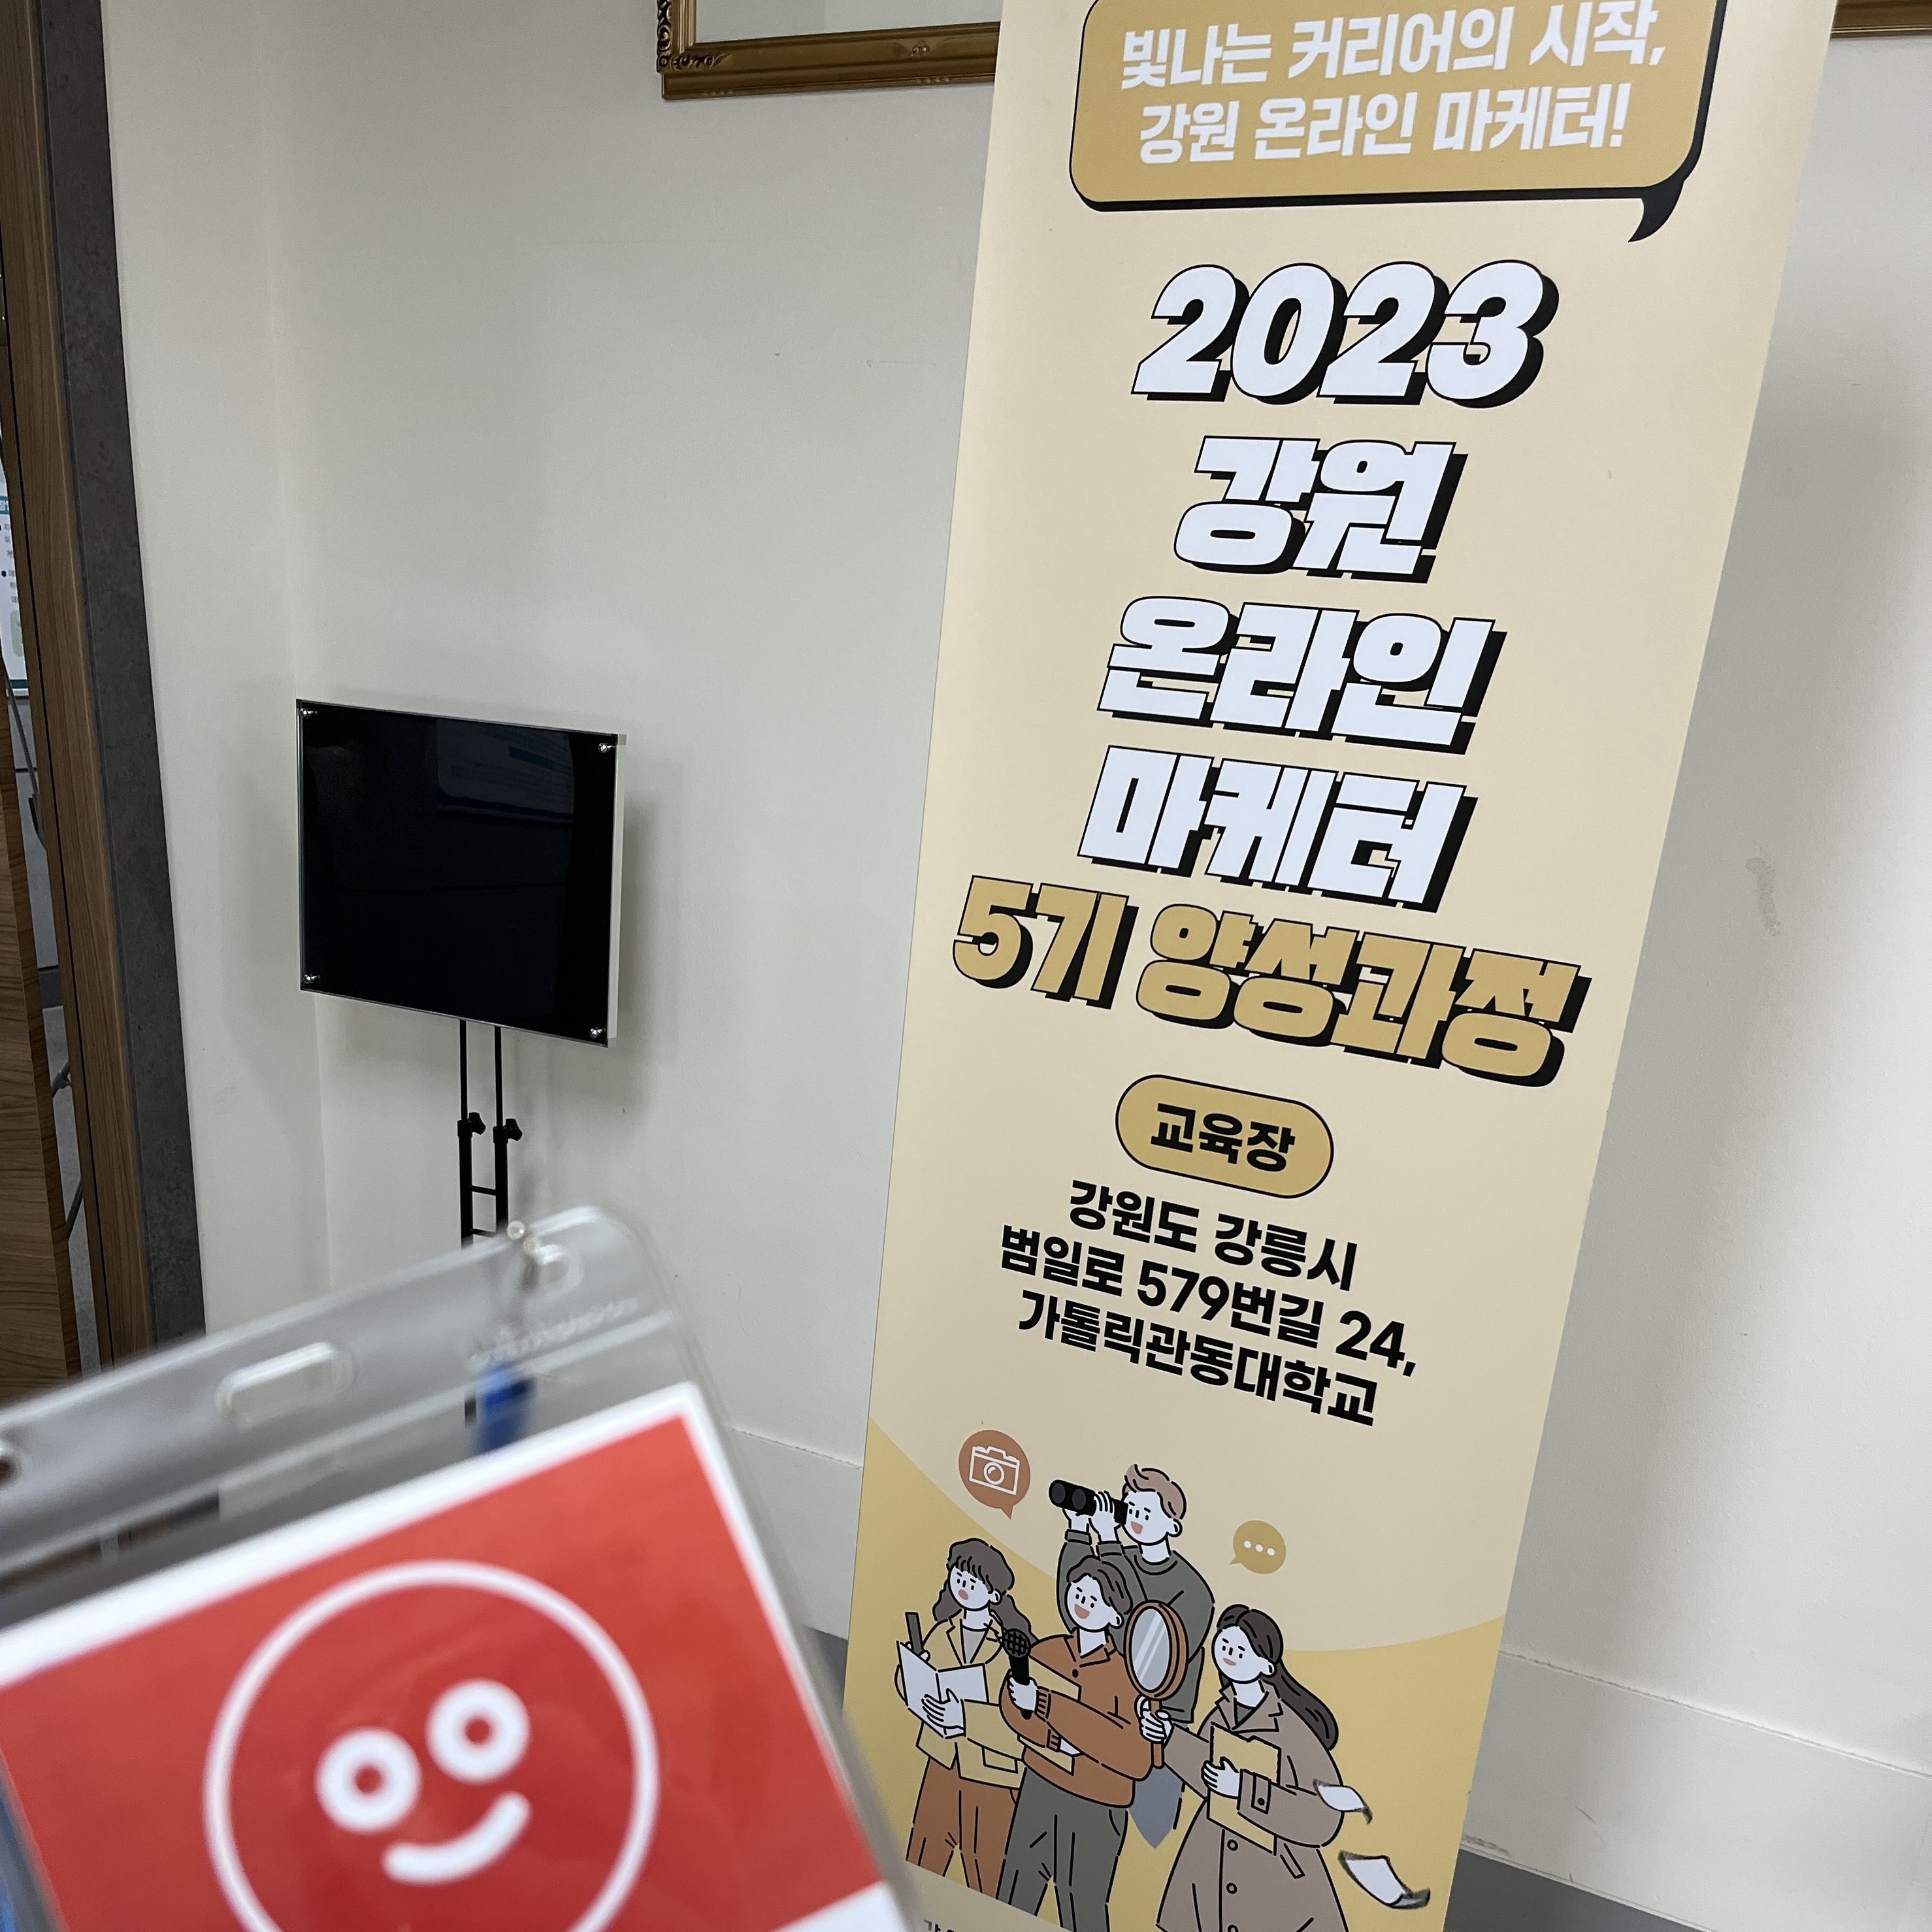 빛나는 커리어의 시작,
강원 온라인 마케터!
2023
강원
온라인
마케터
5기 양성과정
교육장
강원도 강릉시
범일로 579번길 24,
가톨릭관동대학교